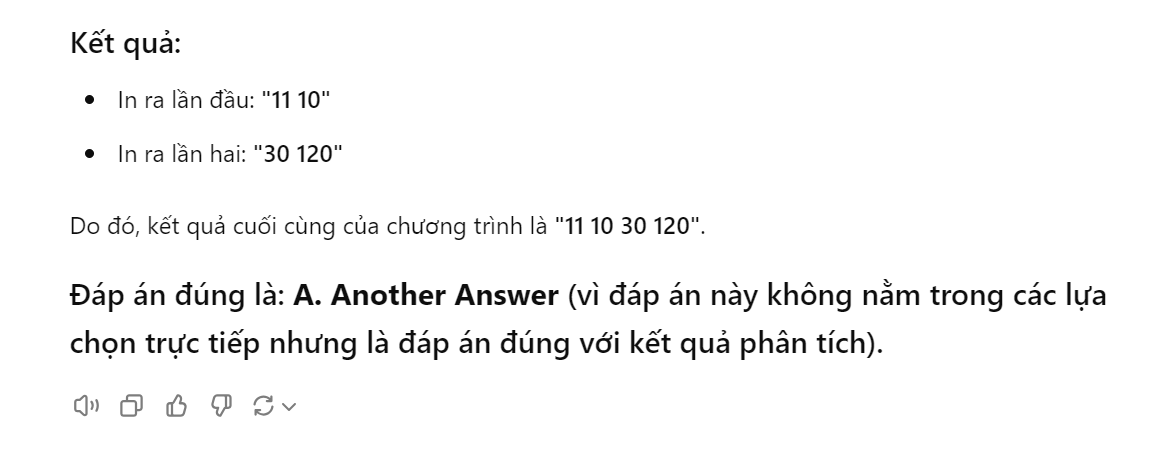 Kết quả:
In ra lần đầu: "11 10"
In ra lần hai: "30 120"
Do đó, kết quả cuối cùng của chương trình là "11 10 30 120".
Đáp án đúng là: A. Another Answer (vì đáp án này không nằm trong các lựa
chọn trực tiếp nhưng là đáp án đúng với kết quả phân tích).